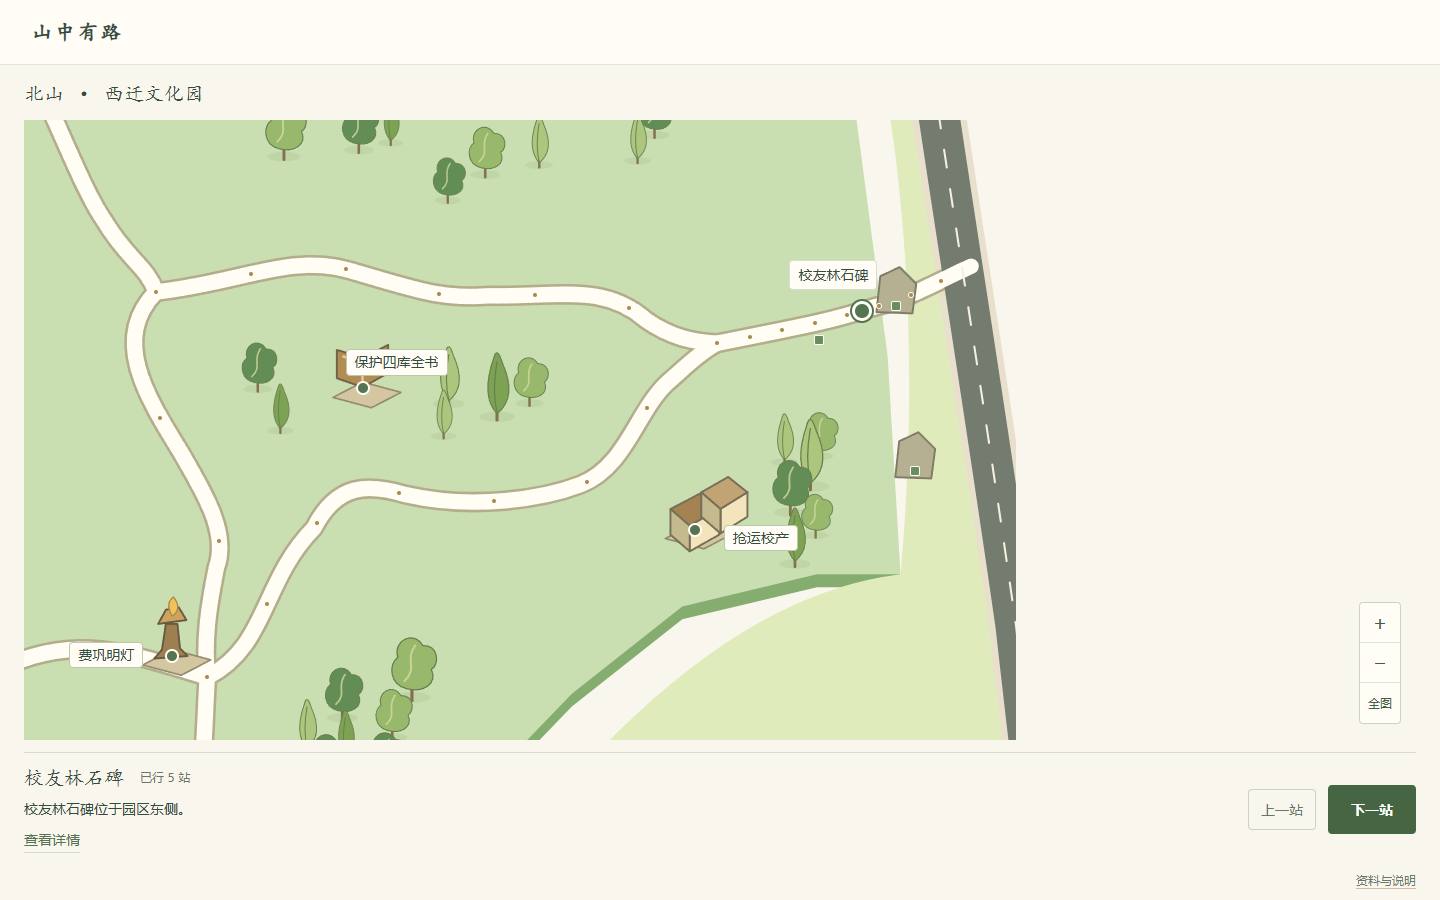 山中有路
北山 • 西迁文化园
校友林石碑
保护四库全书
抢运校产
费巩明灯
+
−
全图
校友林石碑 已行 5 站
校友林石碑位于园区东侧。
查看详情
上一站
下一站
资料与说明